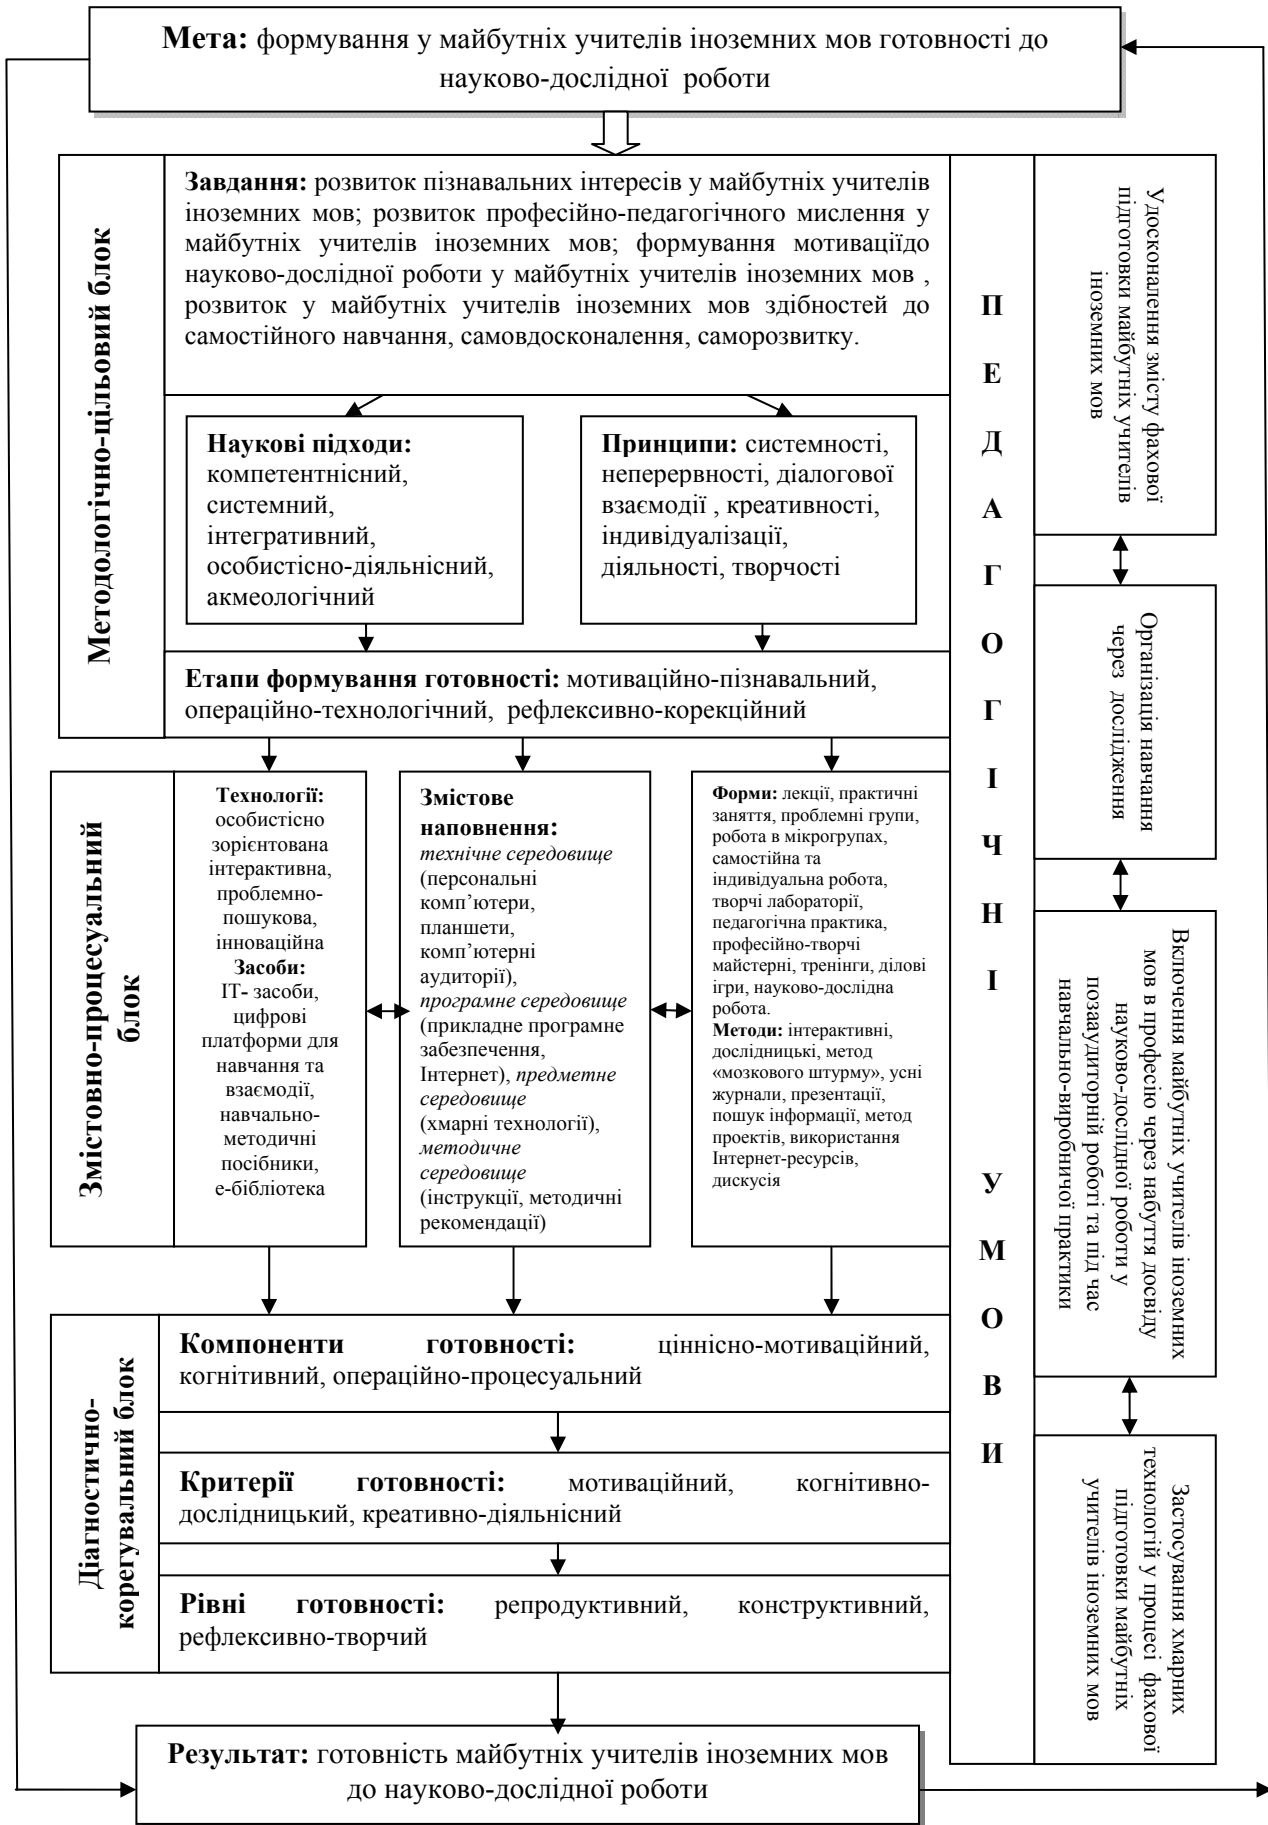 Мета: формування у майбутніх учителів іноземних мов готовності до
науково-дослідної роботи
Методологічно-цільовий блок
Завдання: розвиток пізнавальних інтересів у майбутніх учителів
іноземних мов; розвиток професійно-педагогічного мислення у
майбутніх учителів іноземних мов; формування мотиваціїдо
науково-дослідної роботи у майбутніх учителів іноземних мов ,
розвиток у майбутніх учителів іноземних мов здібностей до
самостійного навчання, самовдосконалення, саморозвитку.
Наукові підходи:
компетентнісний,
системний,
інтегративний,
особистісно-діяльнісний,
акмеологічний
Принципи: системності,
неперервності, діалогової
взаємодії , креативності,
індивідуалізації,
діяльності, творчості
Етапи формування готовності: мотиваційно-пізнавальний,
операційно-технологічний, рефлексивно-корекційний
Змістовно-процесуальний
блок
Технології:
особистісно
зорієнтована
інтерактивна,
проблемно-
пошукова,
інноваційна
Засоби:
ІТ- засоби,
цифрові
платформи для
навчання та
взаємодії,
навчально-
методичні
посібники,
е-бібліотека
Змістове
наповнення:
технічне середовище
(персональні
комп’ютери,
планшети,
комп’ютерні
аудиторії),
програмне середовище
(прикладне програмне
забезпечення,
Інтернет), предметне
середовище
(хмарні технології),
методичне
середовище
(інструкції, методичні
рекомендації)
Форми: лекції, практичні
заняття, проблемні групи,
робота в мікрогрупах,
самостійна та
індивідуальна робота,
творчі лабораторії,
педагогічна практика,
професійно-творчі
майстерні, тренінги, ділові
ігри, науково-дослідна
робота.
Методи: інтерактивні,
дослідницькі, метод
«мозкового штурму», усні
журнали, презентації,
пошук інформації, метод
проектів, використання
Інтернет-ресурсів,
дискусія
Діагностично-
корегувальний блок
Компоненти готовності: ціннісно-мотиваційний,
когнітивний, операційно-процесуальний
Критерії готовності: мотиваційний, когнітивно-
дослідницький, креативно-діяльнісний
Рівні готовності: репродуктивний, конструктивний,
рефлексивно-творчий
П
Е
Д
А
Г
О
Г
І
Ч
Н
І
У
М
О
В
И
Удосконалення змісту фахової
підготовки майбутніх учителів
іноземних мов
Організація навчання
через дослідження
Включення майбутніх учителів іноземних
мов в професію через набуття досвіду
науково-дослідної роботи у
позааудиторній роботі та під час
навчально-виробничої практики
Застосування хмарних
технологій у процесі фахової
підготовки майбутніх
учителів іноземних мов
Результат: готовність майбутніх учителів іноземних мов
до науково-дослідної роботи